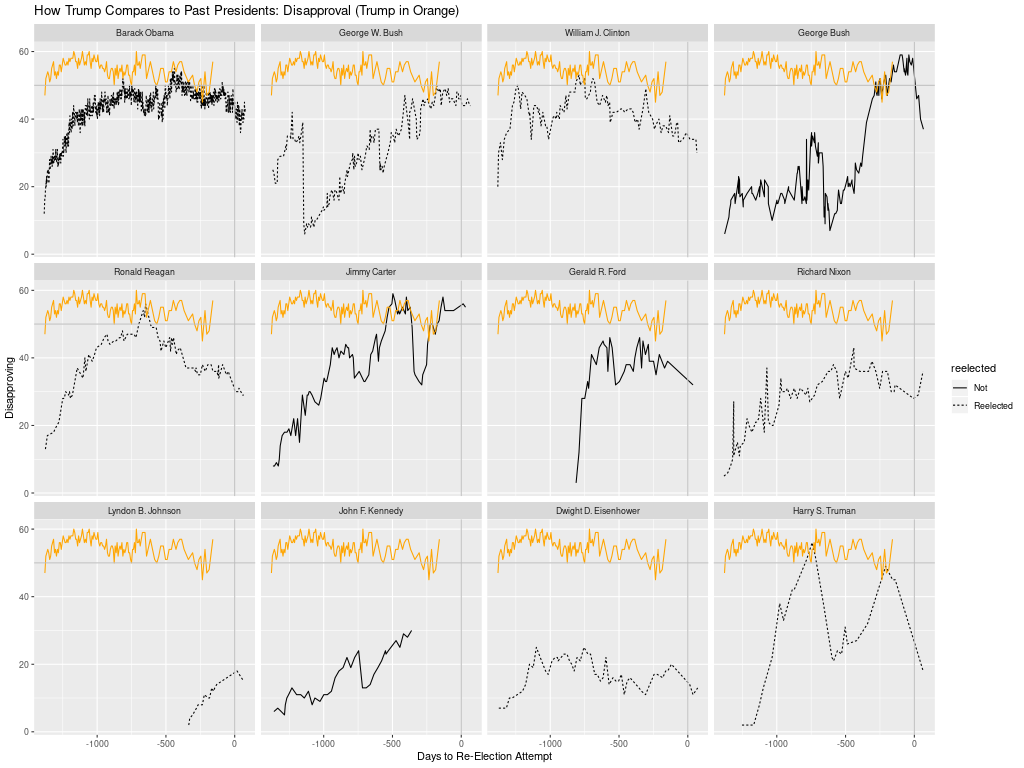 How Trump Compares to Past Presidents: Disapproval (Trump in Orange)
Barack Obama
George W. Bush
William J. Clinton
George Bush
60
40
20
0
Ronald Reagan
Jimmy Carter
Gerald R. Ford
Richard Nixon
60
40
20
0
Disapproving
reelected
Not
Reelected
Lyndon B. Johnson
John F. Kennedy
Dwight D. Eisenhower
Harry S. Truman
60
40
20
0
-1000 -500 0 -1000 -500 0 -1000 -500 0 -1000 -500 0
Days to Re-Election Attempt